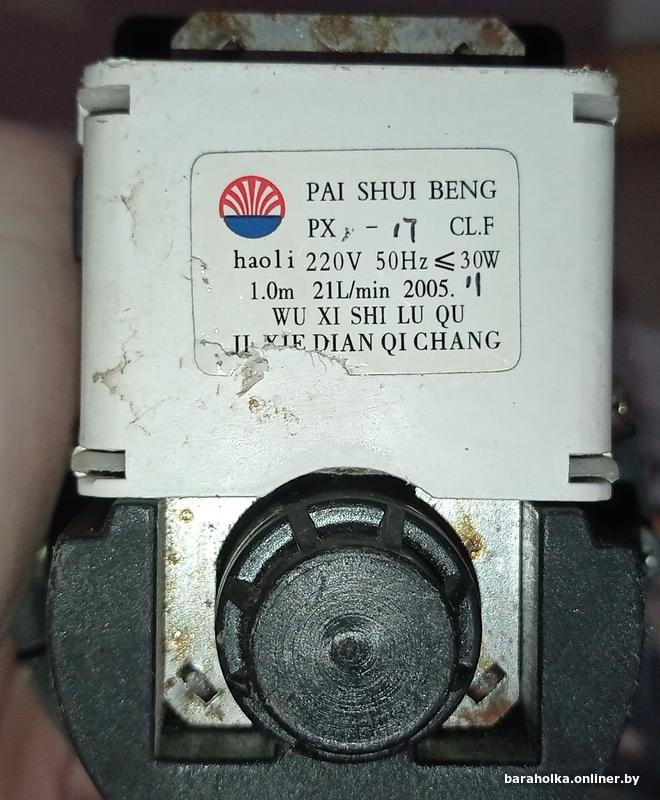 PAI SHUI BENG
PX - 17 CL.F
haoli 220V 50Hz ≤ 30W
1.0m 21L/min 2005. 11
WU XI SHI LU QU
JI XIE DIAN QI CHANG
baraholka.onliner.by